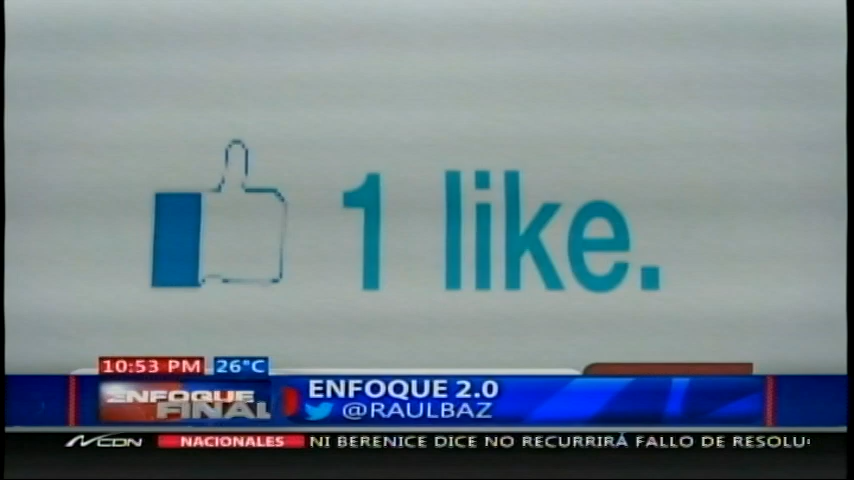 1 like.
10:53 PM 26°C
ENFOQUE FINAL
ENFOQUE 2.0
@RAULBAZ
CDN NACIONALES NI BERENICE DICE NO RECURRIRÁ FALLO DE RESOLU